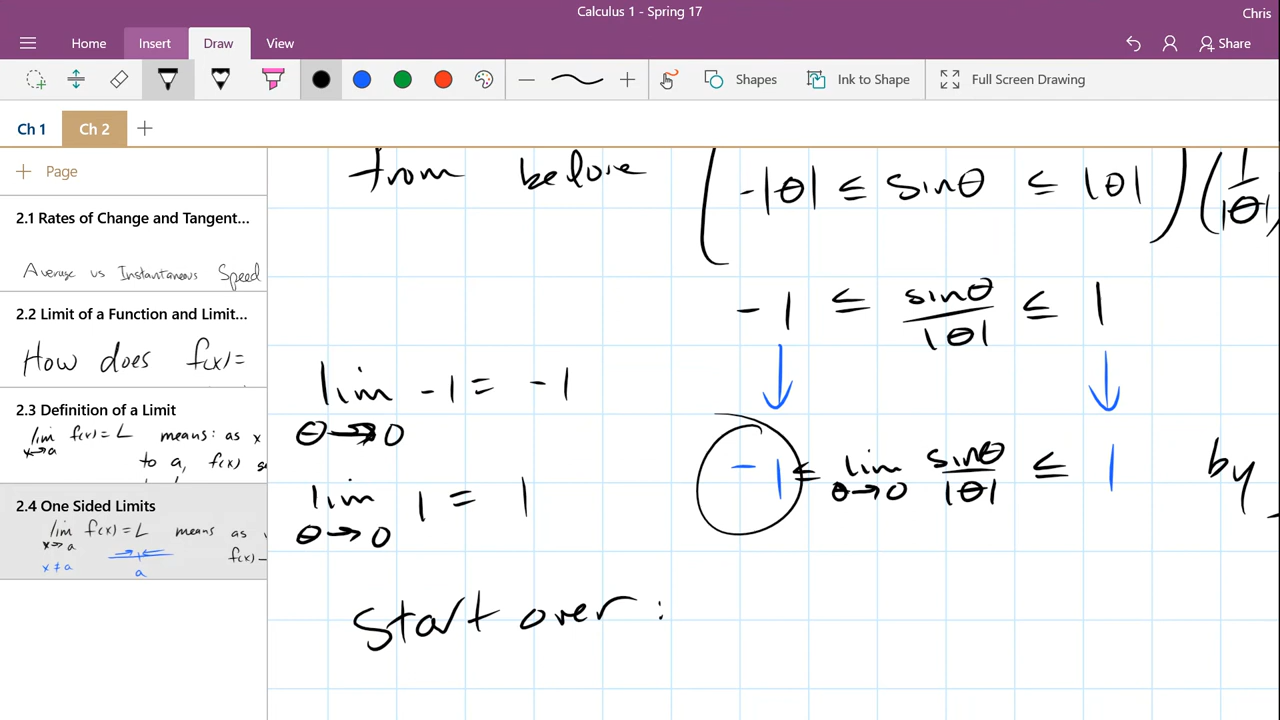 Calculus 1 - Spring 17
Chris
Home Insert Draw View Share
Shapes Ink to Shape Full Screen Drawing
Ch 1 Ch 2
Page
2.1 Rates of Change and Tangent...
Average vs Instantaneous Speed
2.2 Limit of a Function and Limit...
How does f(x)=
2.3 Definition of a Limit
lim f(x)=L means: as x
x→a to a, f(x)
2.4 One Sided Limits
lim f(x)=L means as
x→a
x≠a a f(x)
from before (-|θ| ≤ sinθ ≤ |θ|)(1/|θ|
-1 ≤ sinθ/|θ| ≤ 1
lim θ→0 -1 = -1
-1 ≤ lim θ→0 sinθ/|θ| ≤ 1 by
lim θ→0 1 = 1
Start over :